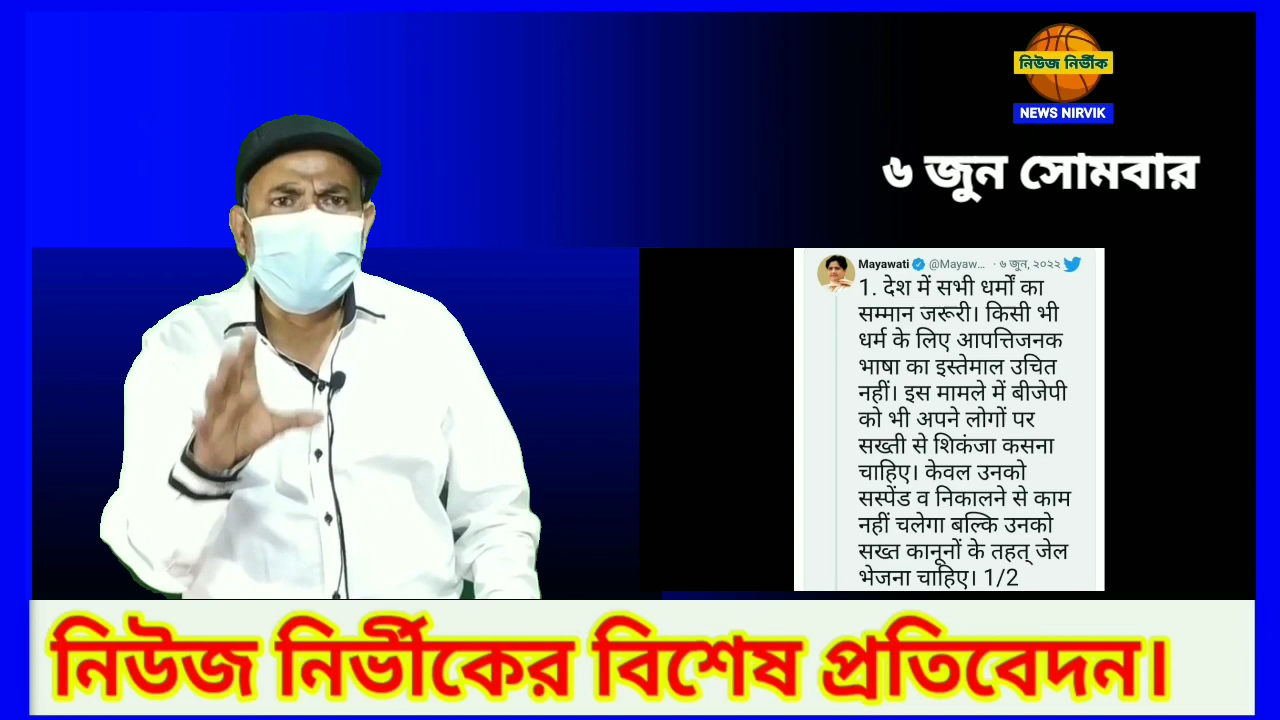 নিউজ নির্ভীক
NEWS NIRVIK
৬ জুন সোমবার
Mayawati @Mayaw... · ৬ জুন, ২০২২
1. देश में सभी धर्मों का
सम्मान जरूरी। किसी भी
धर्म के लिए आपत्तिजनक
भाषा का इस्तेमाल उचित
नहीं। इस मामले में बीजेपी
को भी अपने लोगों पर
सख्ती से शिकंजा कसना
चाहिए। केवल उनको
सस्पेंड व निकालने से काम
नहीं चलेगा बल्कि उनको
सख्त कानूनों के तहत् जेल
भेजना चाहिए। 1/2
নিউজ নির্ভীকের বিশেষ প্রতিবেদন।